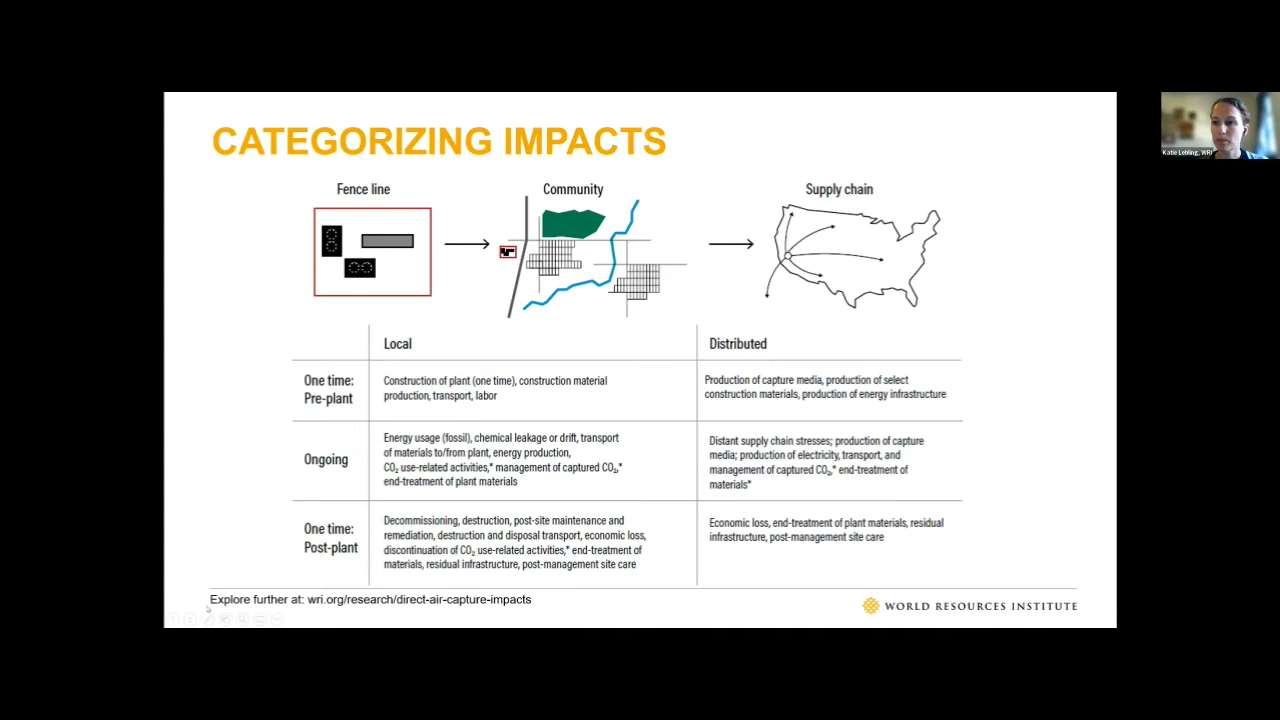 CATEGORIZING IMPACTS
Fence line
Community
Supply chain
Katie Lebling, WRI
Local
Distributed
One time:
Pre-plant
Construction of plant (one time), construction material
production, transport, labor
Production of capture media, production of select
construction materials, production of energy infrastructure
Ongoing
Energy usage (fossil), chemical leakage or drift, transport
of materials to/from plant, energy production,
CO₂ use-related activities,* management of captured CO₂,*
end-treatment of plant materials
Distant supply chain stresses; production of capture
media; production of electricity, transport, and
management of captured CO₂,* end-treatment of
materials*
One time:
Post-plant
Decommissioning, destruction, post-site maintenance and
remediation, destruction and disposal transport, economic loss,
discontinuation of CO₂ use-related activities,* end-treatment of
materials, residual infrastructure, post-management site care
Economic loss, end-treatment of plant materials, residual
infrastructure, post-management site care
Explore further at: wri.org/research/direct-air-capture-impacts
WORLD RESOURCES INSTITUTE